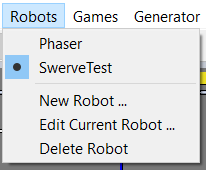 Robots Games Generator
Phaser
SwerveTest
New Robot ...
Edit Current Robot ...
Delete Robot